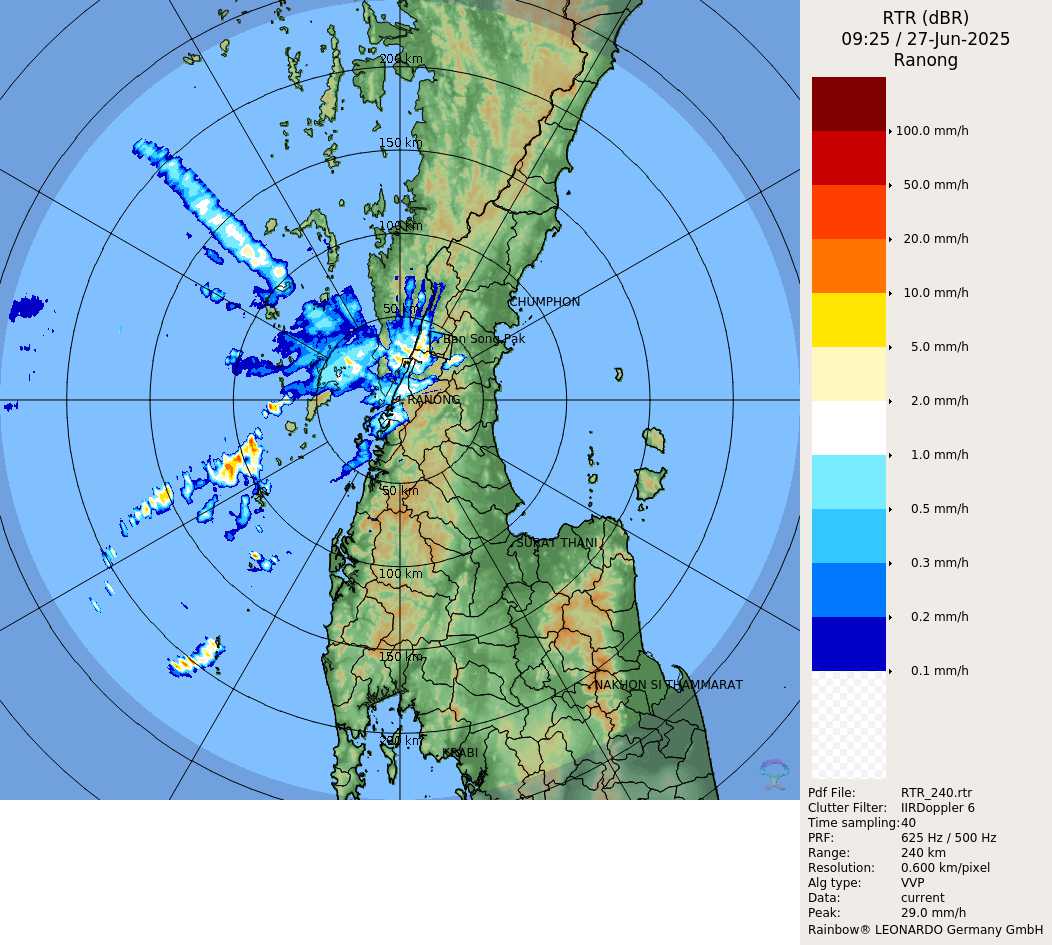 RTR (dBR)
09:25 / 27-Jun-2025
Ranong
100.0 mm/h
50.0 mm/h
20.0 mm/h
10.0 mm/h
5.0 mm/h
2.0 mm/h
1.0 mm/h
0.5 mm/h
0.3 mm/h
0.2 mm/h
0.1 mm/h
200 km
150 km
100 km
CHUMPHON
50 km
Ban Song Pak
RANONG
50 km
SURAT THANI
100 km
150 km
NAKHON SI THAMMARAT
200 km
KRABI
Pdf File: RTR_240.rtr
Clutter Filter: IIRDoppler 6
Time sampling:40
PRF: 625 Hz / 500 Hz
Range: 240 km
Resolution: 0.600 km/pixel
Alg type: VVP
Data: current
Peak: 29.0 mm/h
Rainbow® LEONARDO Germany GmbH